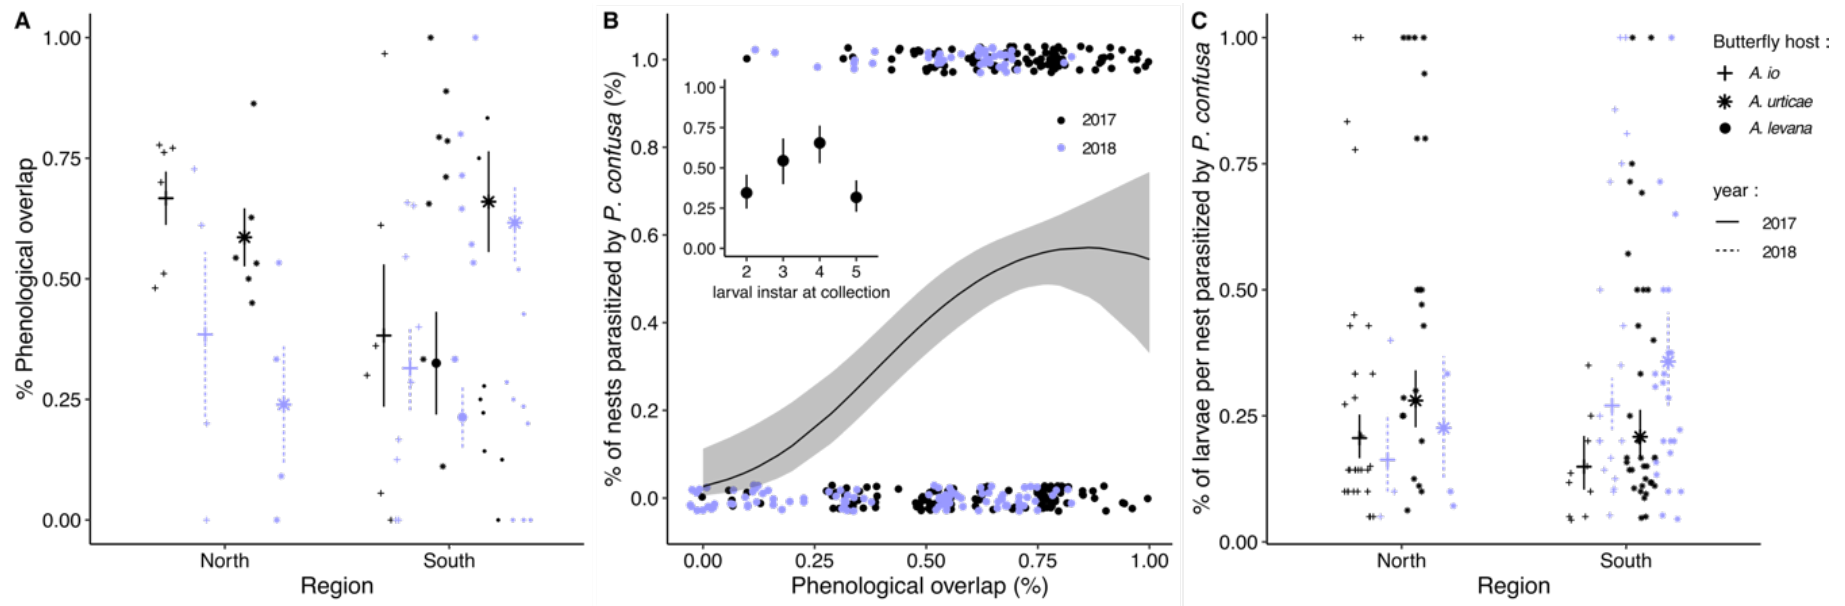 A
% Phenological overlap
1.00
0.75
0.50
0.25
0.00
North
South
Region
B
% of nests parasitized by P. confusa (%)
1.0
0.8
0.6
0.4
0.2
0.0
1.00
0.75
0.50
0.25
0.00
2
3
4
5
larval instar at collection
2017
2018
0.00
0.25
0.50
0.75
1.00
Phenological overlap (%)
C
% of larvae per nest parasitized by P. confusa
1.00
0.75
0.50
0.25
0.00
North
South
Region
Butterfly host :
A. io
A. urticae
A. levana
year :
2017
2018